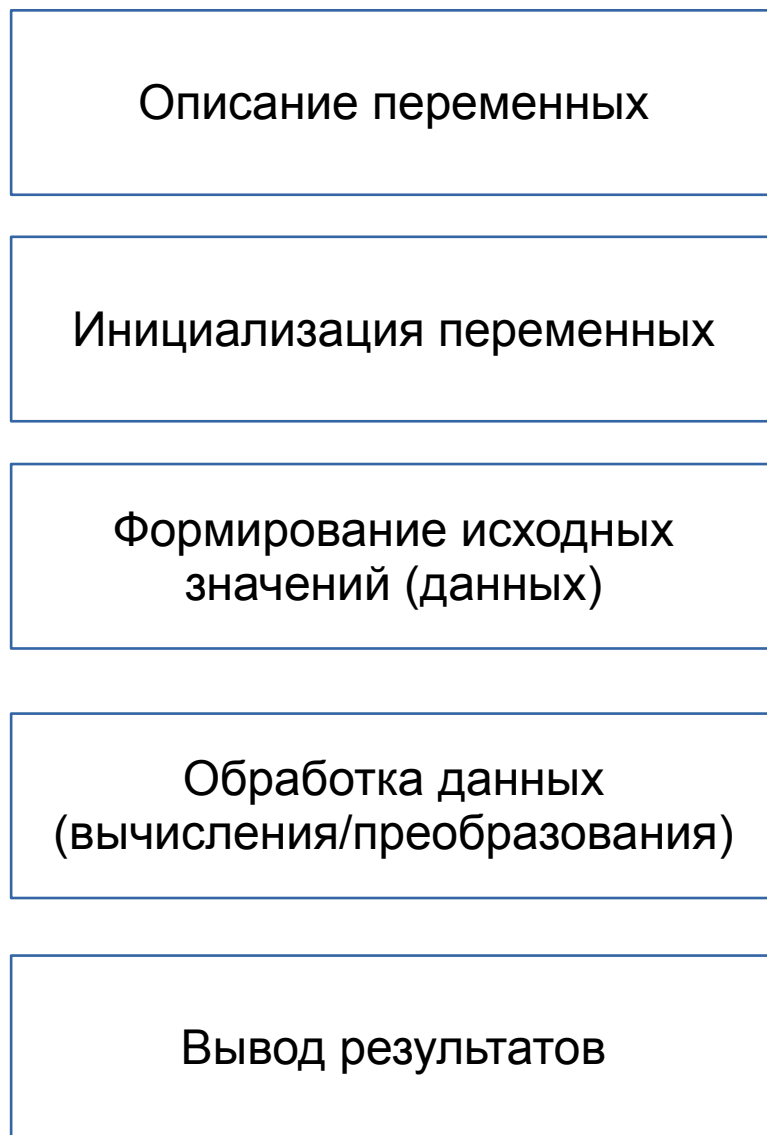 Описание переменных
Инициализация переменных
Формирование исходных
значений (данных)
Обработка данных
(вычисления/преобразования)
Вывод результатов